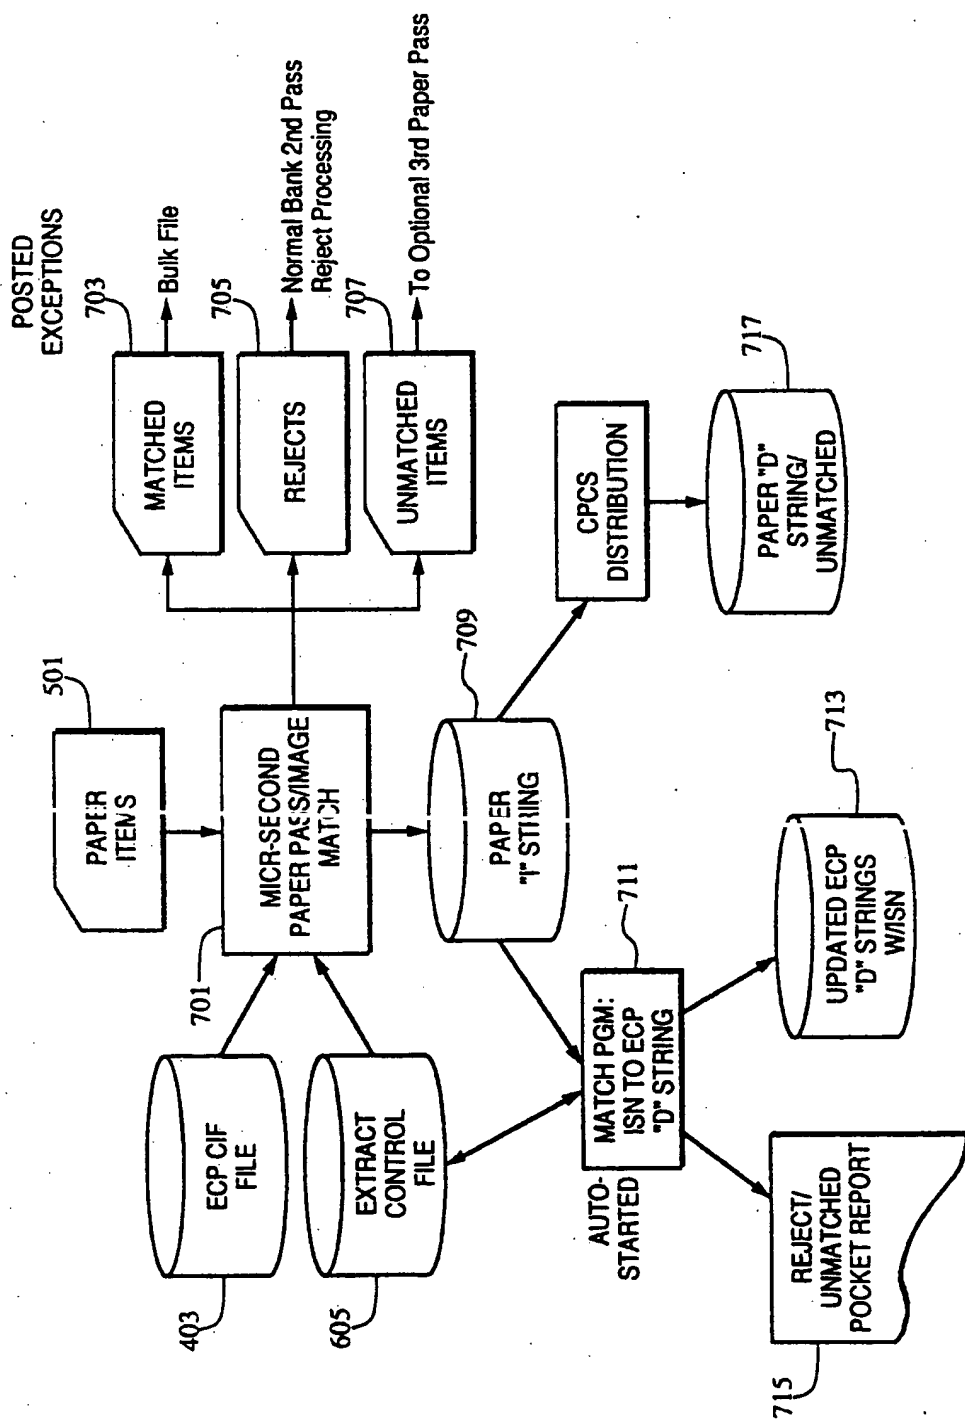 POSTED
EXCEPTIONS
501
PAPER
ITEMS
703
MATCHED
ITEMS
Bulk File
705
REJECTS
Normal Bank 2nd Pass
Reject Processing
707
UNMATCHED
ITEMS
To Optional 3rd Paper Pass
403
ECP CIF
FILE
701
MICR-SECOND
PAPER PASS/IMAGE
MATCH
605
EXTRACT
CONTROL
FILE
709
PAPER
"I" STRING
CPCS
DISTRIBUTION
AUTO-
STARTED
711
MATCH PGM:
ISN TO ECP
"D" STRING
717
PAPER "D"
STRING/
UNMATCHED
715
REJECT/
UNMATCHED
POCKET REPORT
713
UPDATED ECP
"D" STRINGS
W/ISN